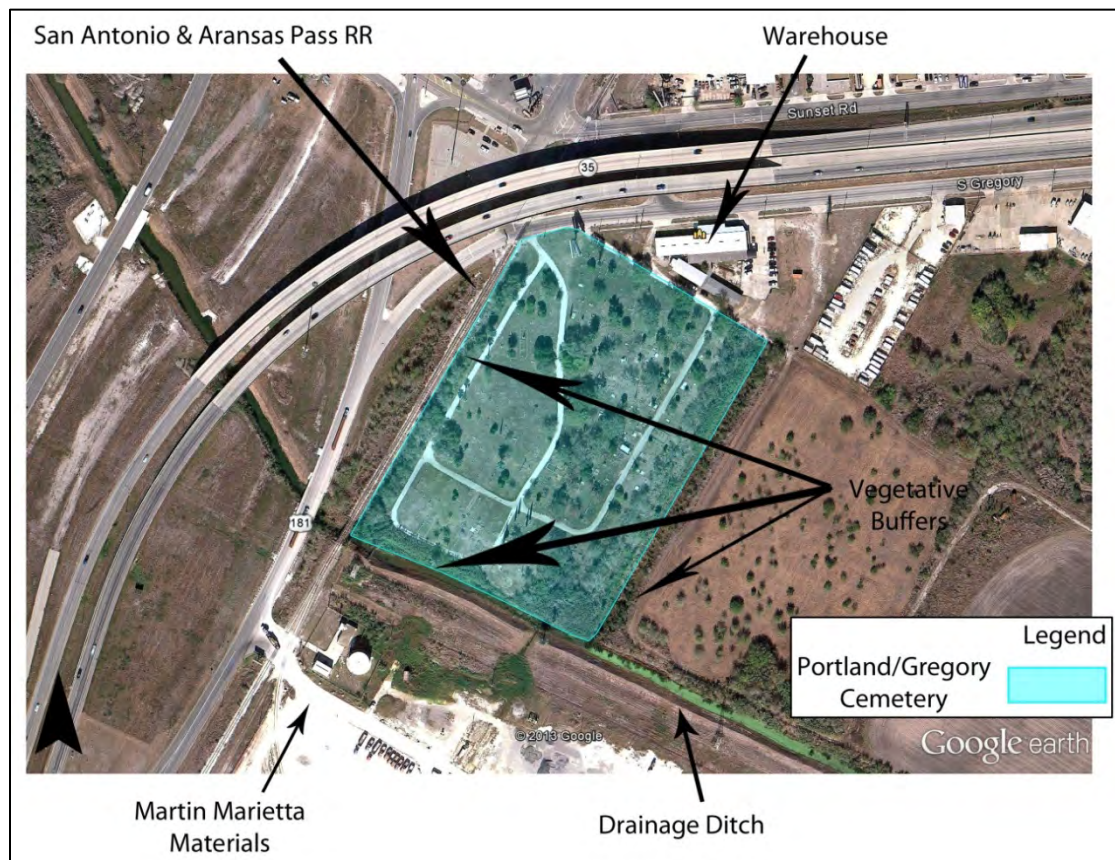 San Antonio & Aransas Pass RR
Warehouse
Sunset Rd
35
S Gregory
181
Vegetative
Buffers
Legend
Portland/Gregory
Cemetery
© 2013 Google
Google earth
Martin Marietta
Materials
Drainage Ditch